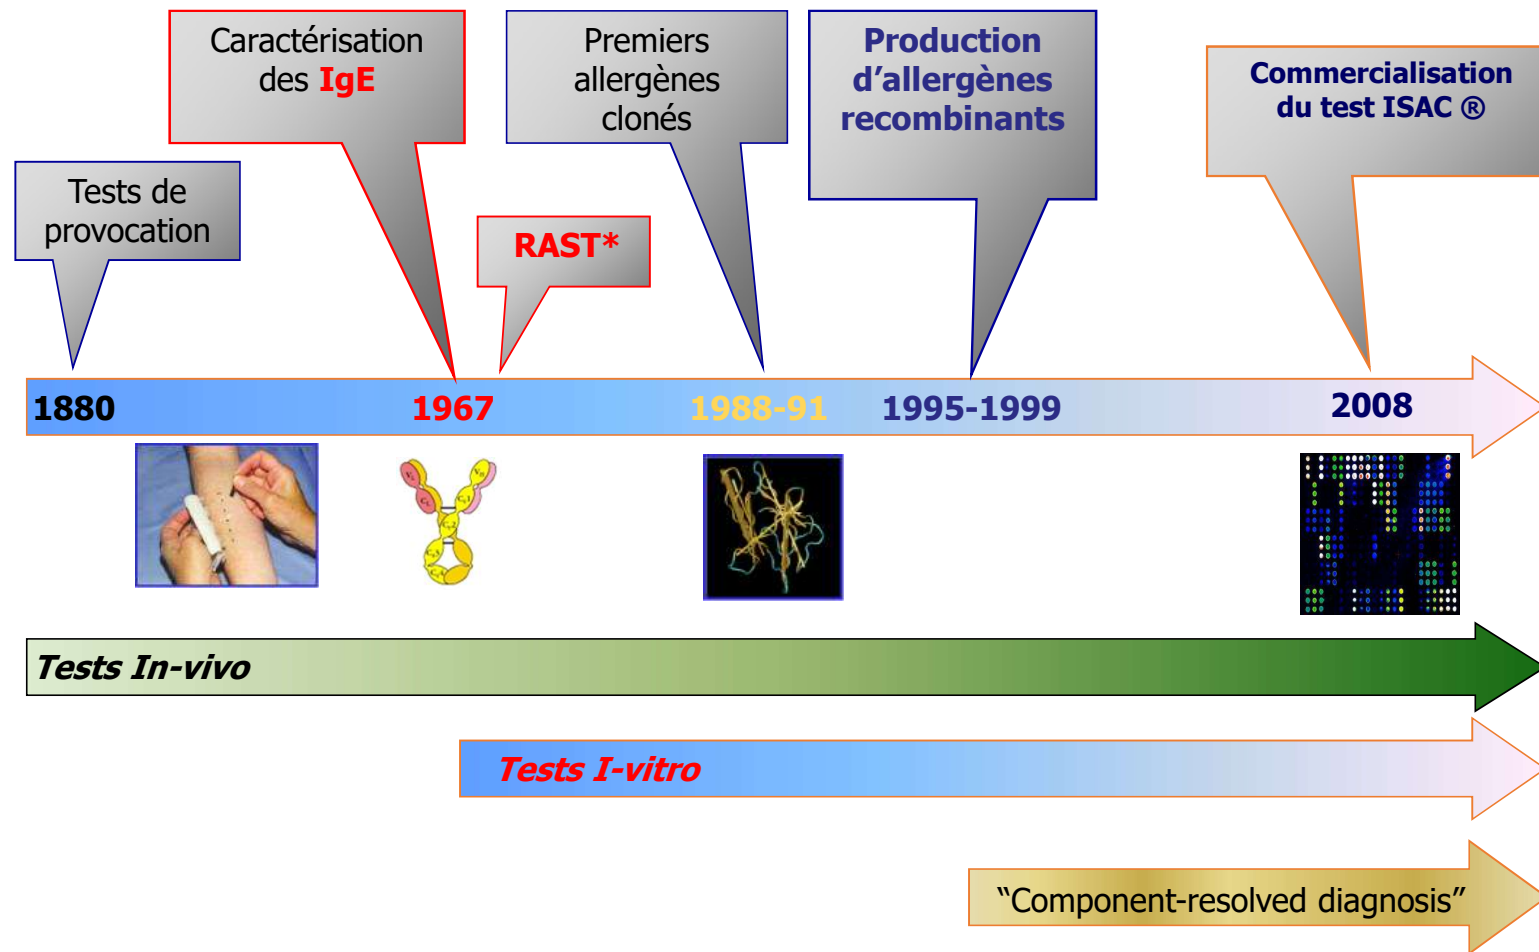 Tests de
provocation
Caractérisation
des IgE
RAST*
Premiers
allergènes
clonés
Production
d’allergènes
recombinants
Commercialisation
du test ISAC ®
1880
1967
1988-91
1995-1999
2008
Tests In-vivo
Tests I-vitro
“Component-resolved diagnosis”